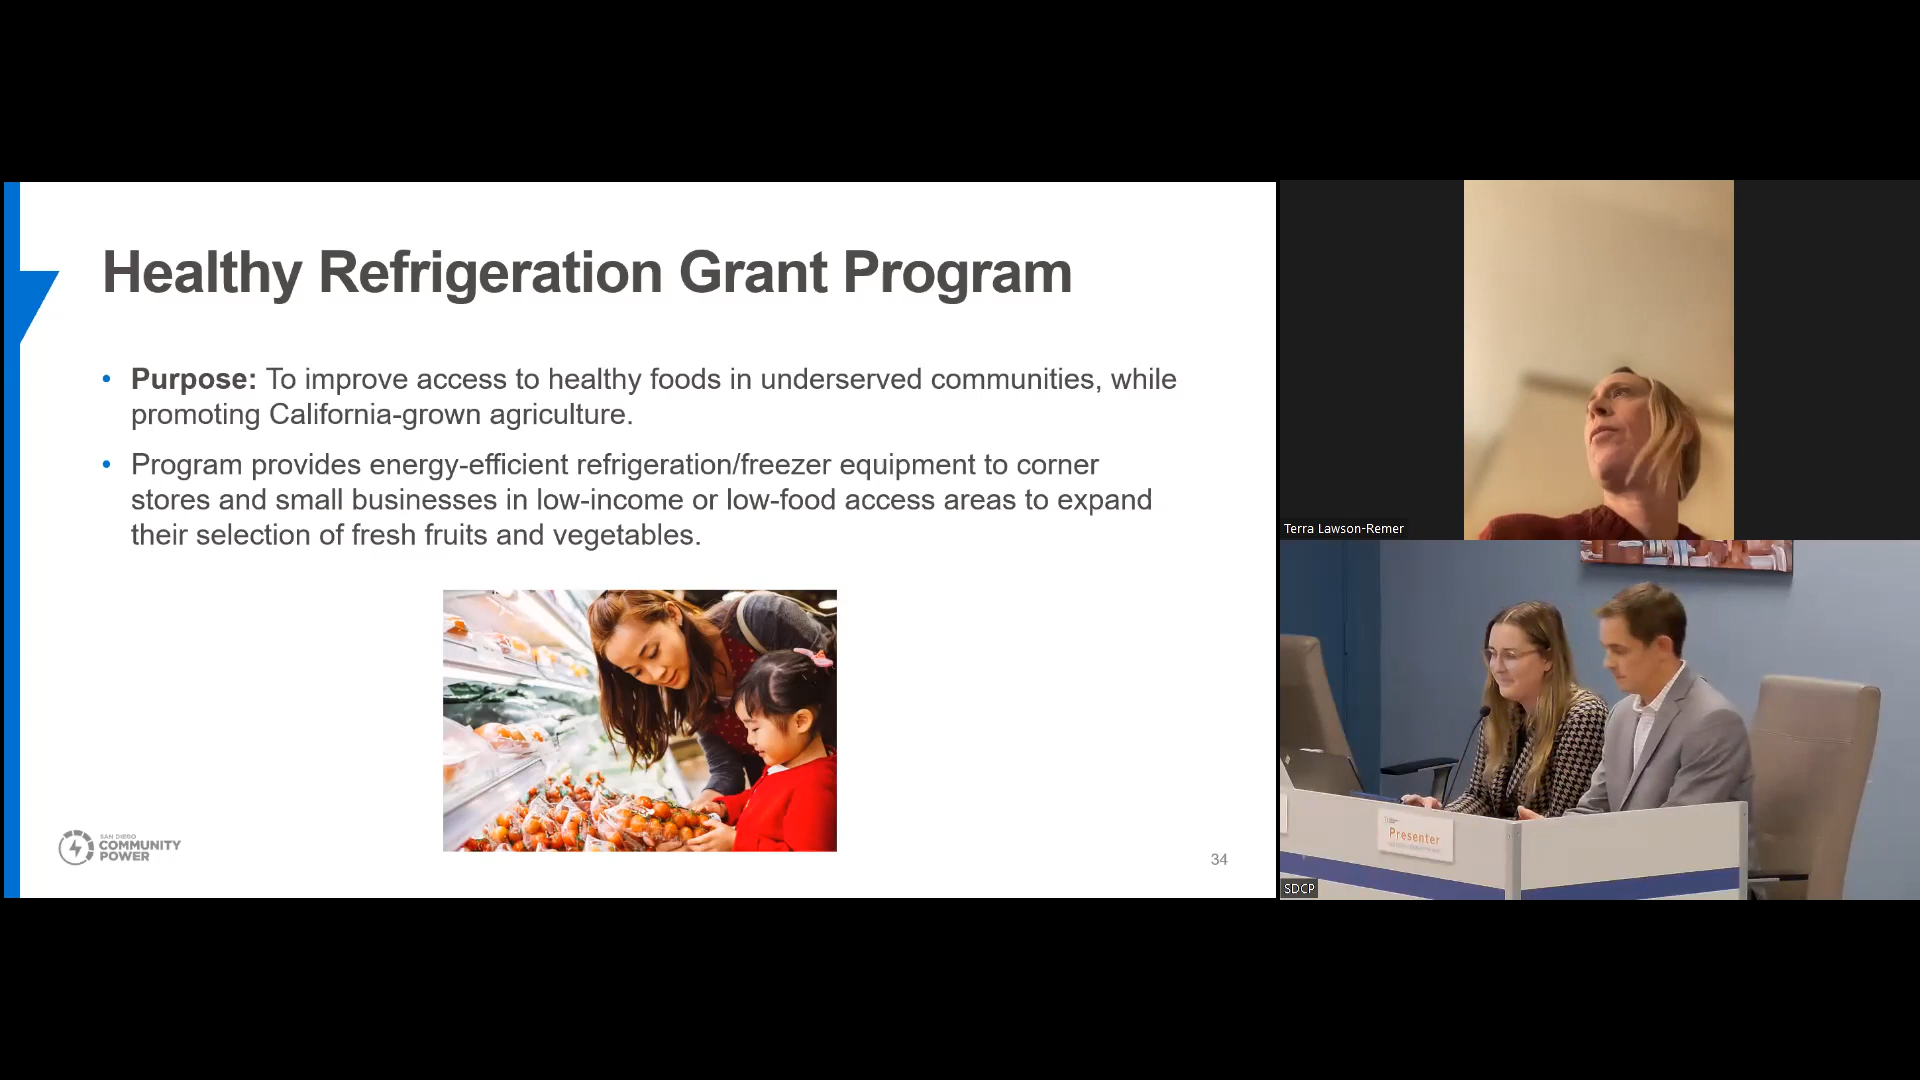 Healthy Refrigeration Grant Program
• Purpose: To improve access to healthy foods in underserved communities, while
promoting California-grown agriculture.
• Program provides energy-efficient refrigeration/freezer equipment to corner
stores and small businesses in low-income or low-food access areas to expand
their selection of fresh fruits and vegetables.
SAN DIEGO
COMMUNITY
POWER
34
Terra Lawson-Remer
Presenter
SDCP